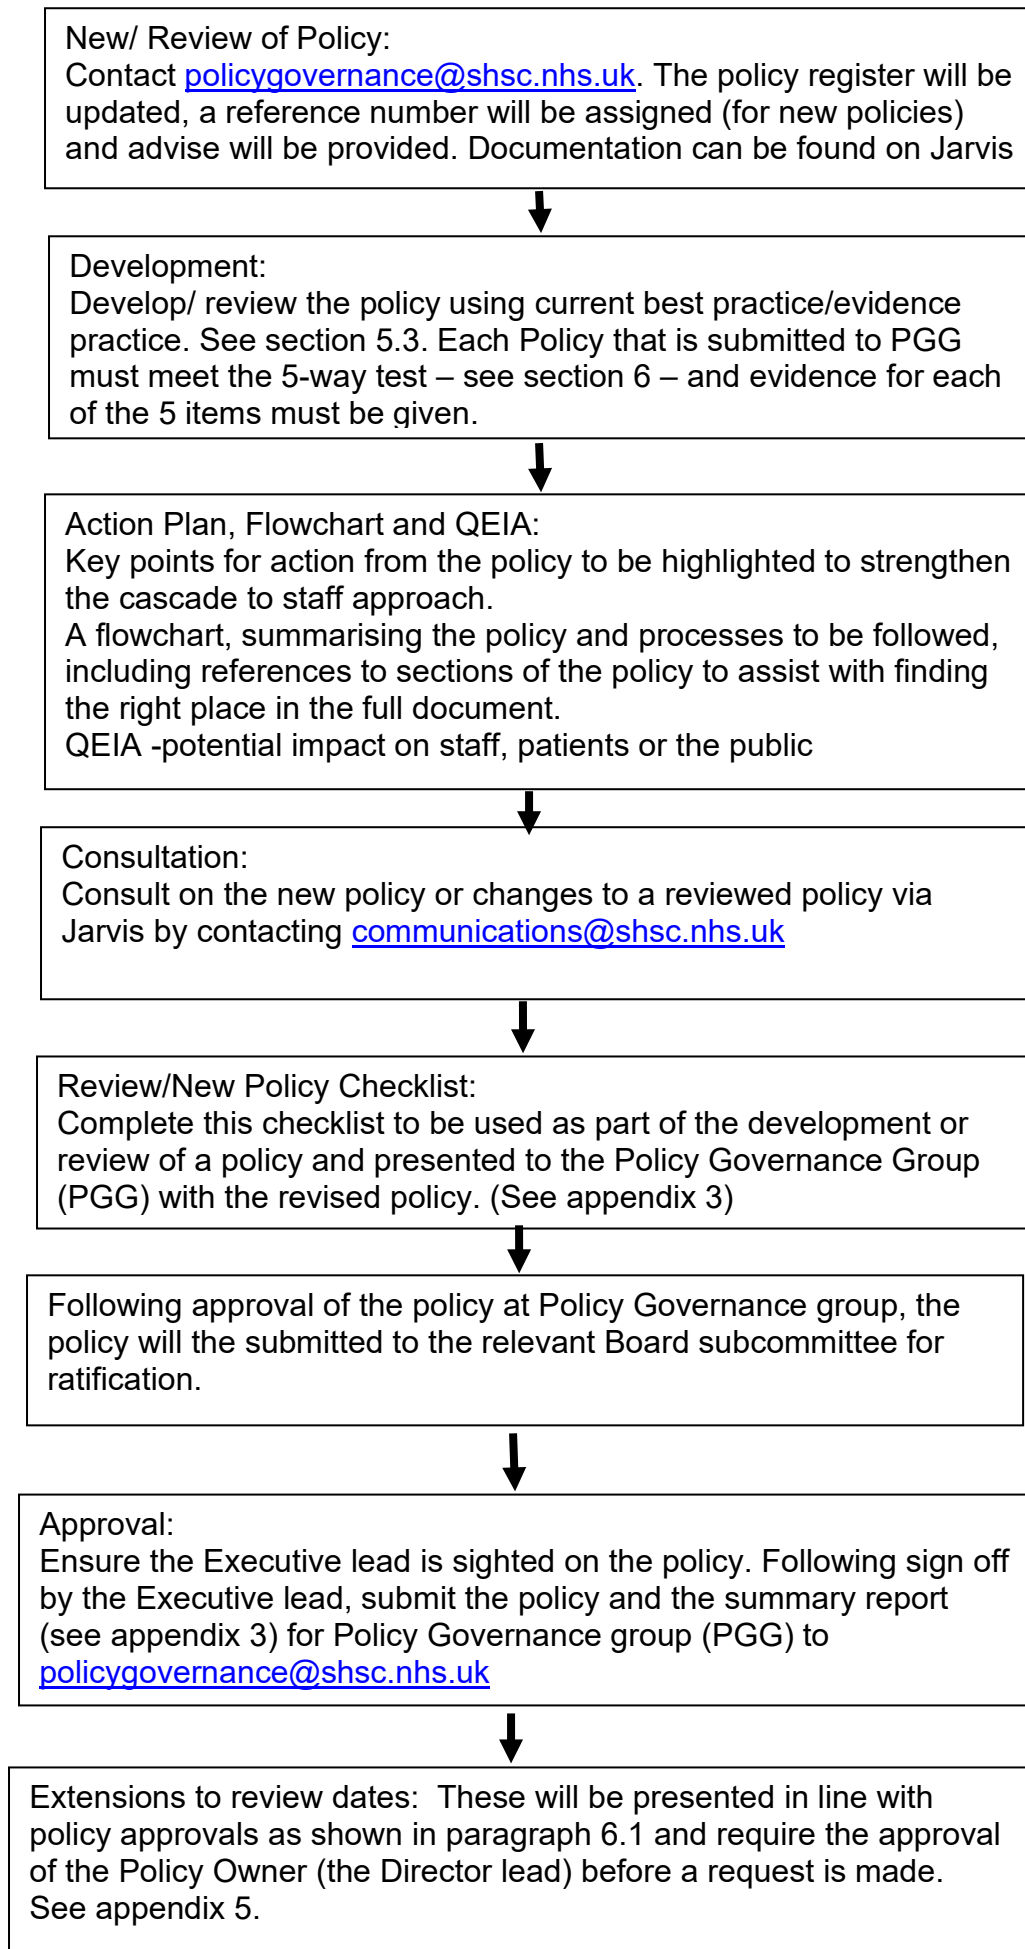 New/ Review of Policy:
Contact policygovernance@shsc.nhs.uk. The policy register will be
updated, a reference number will be assigned (for new policies)
and advise will be provided. Documentation can be found on Jarvis
Development:
Develop/ review the policy using current best practice/evidence
practice. See section 5.3. Each Policy that is submitted to PGG
must meet the 5-way test – see section 6 – and evidence for each
of the 5 items must be given.
Action Plan, Flowchart and QEIA:
Key points for action from the policy to be highlighted to strengthen
the cascade to staff approach.
A flowchart, summarising the policy and processes to be followed,
including references to sections of the policy to assist with finding
the right place in the full document.
QEIA -potential impact on staff, patients or the public
Consultation:
Consult on the new policy or changes to a reviewed policy via
Jarvis by contacting communications@shsc.nhs.uk
Review/New Policy Checklist:
Complete this checklist to be used as part of the development or
review of a policy and presented to the Policy Governance Group
(PGG) with the revised policy. (See appendix 3)
Following approval of the policy at Policy Governance group, the
policy will the submitted to the relevant Board subcommittee for
ratification.
Approval:
Ensure the Executive lead is sighted on the policy. Following sign off
by the Executive lead, submit the policy and the summary report
(see appendix 3) for Policy Governance group (PGG) to
policygovernance@shsc.nhs.uk
Extensions to review dates:  These will be presented in line with
policy approvals as shown in paragraph 6.1 and require the approval
of the Policy Owner (the Director lead) before a request is made.
See appendix 5.